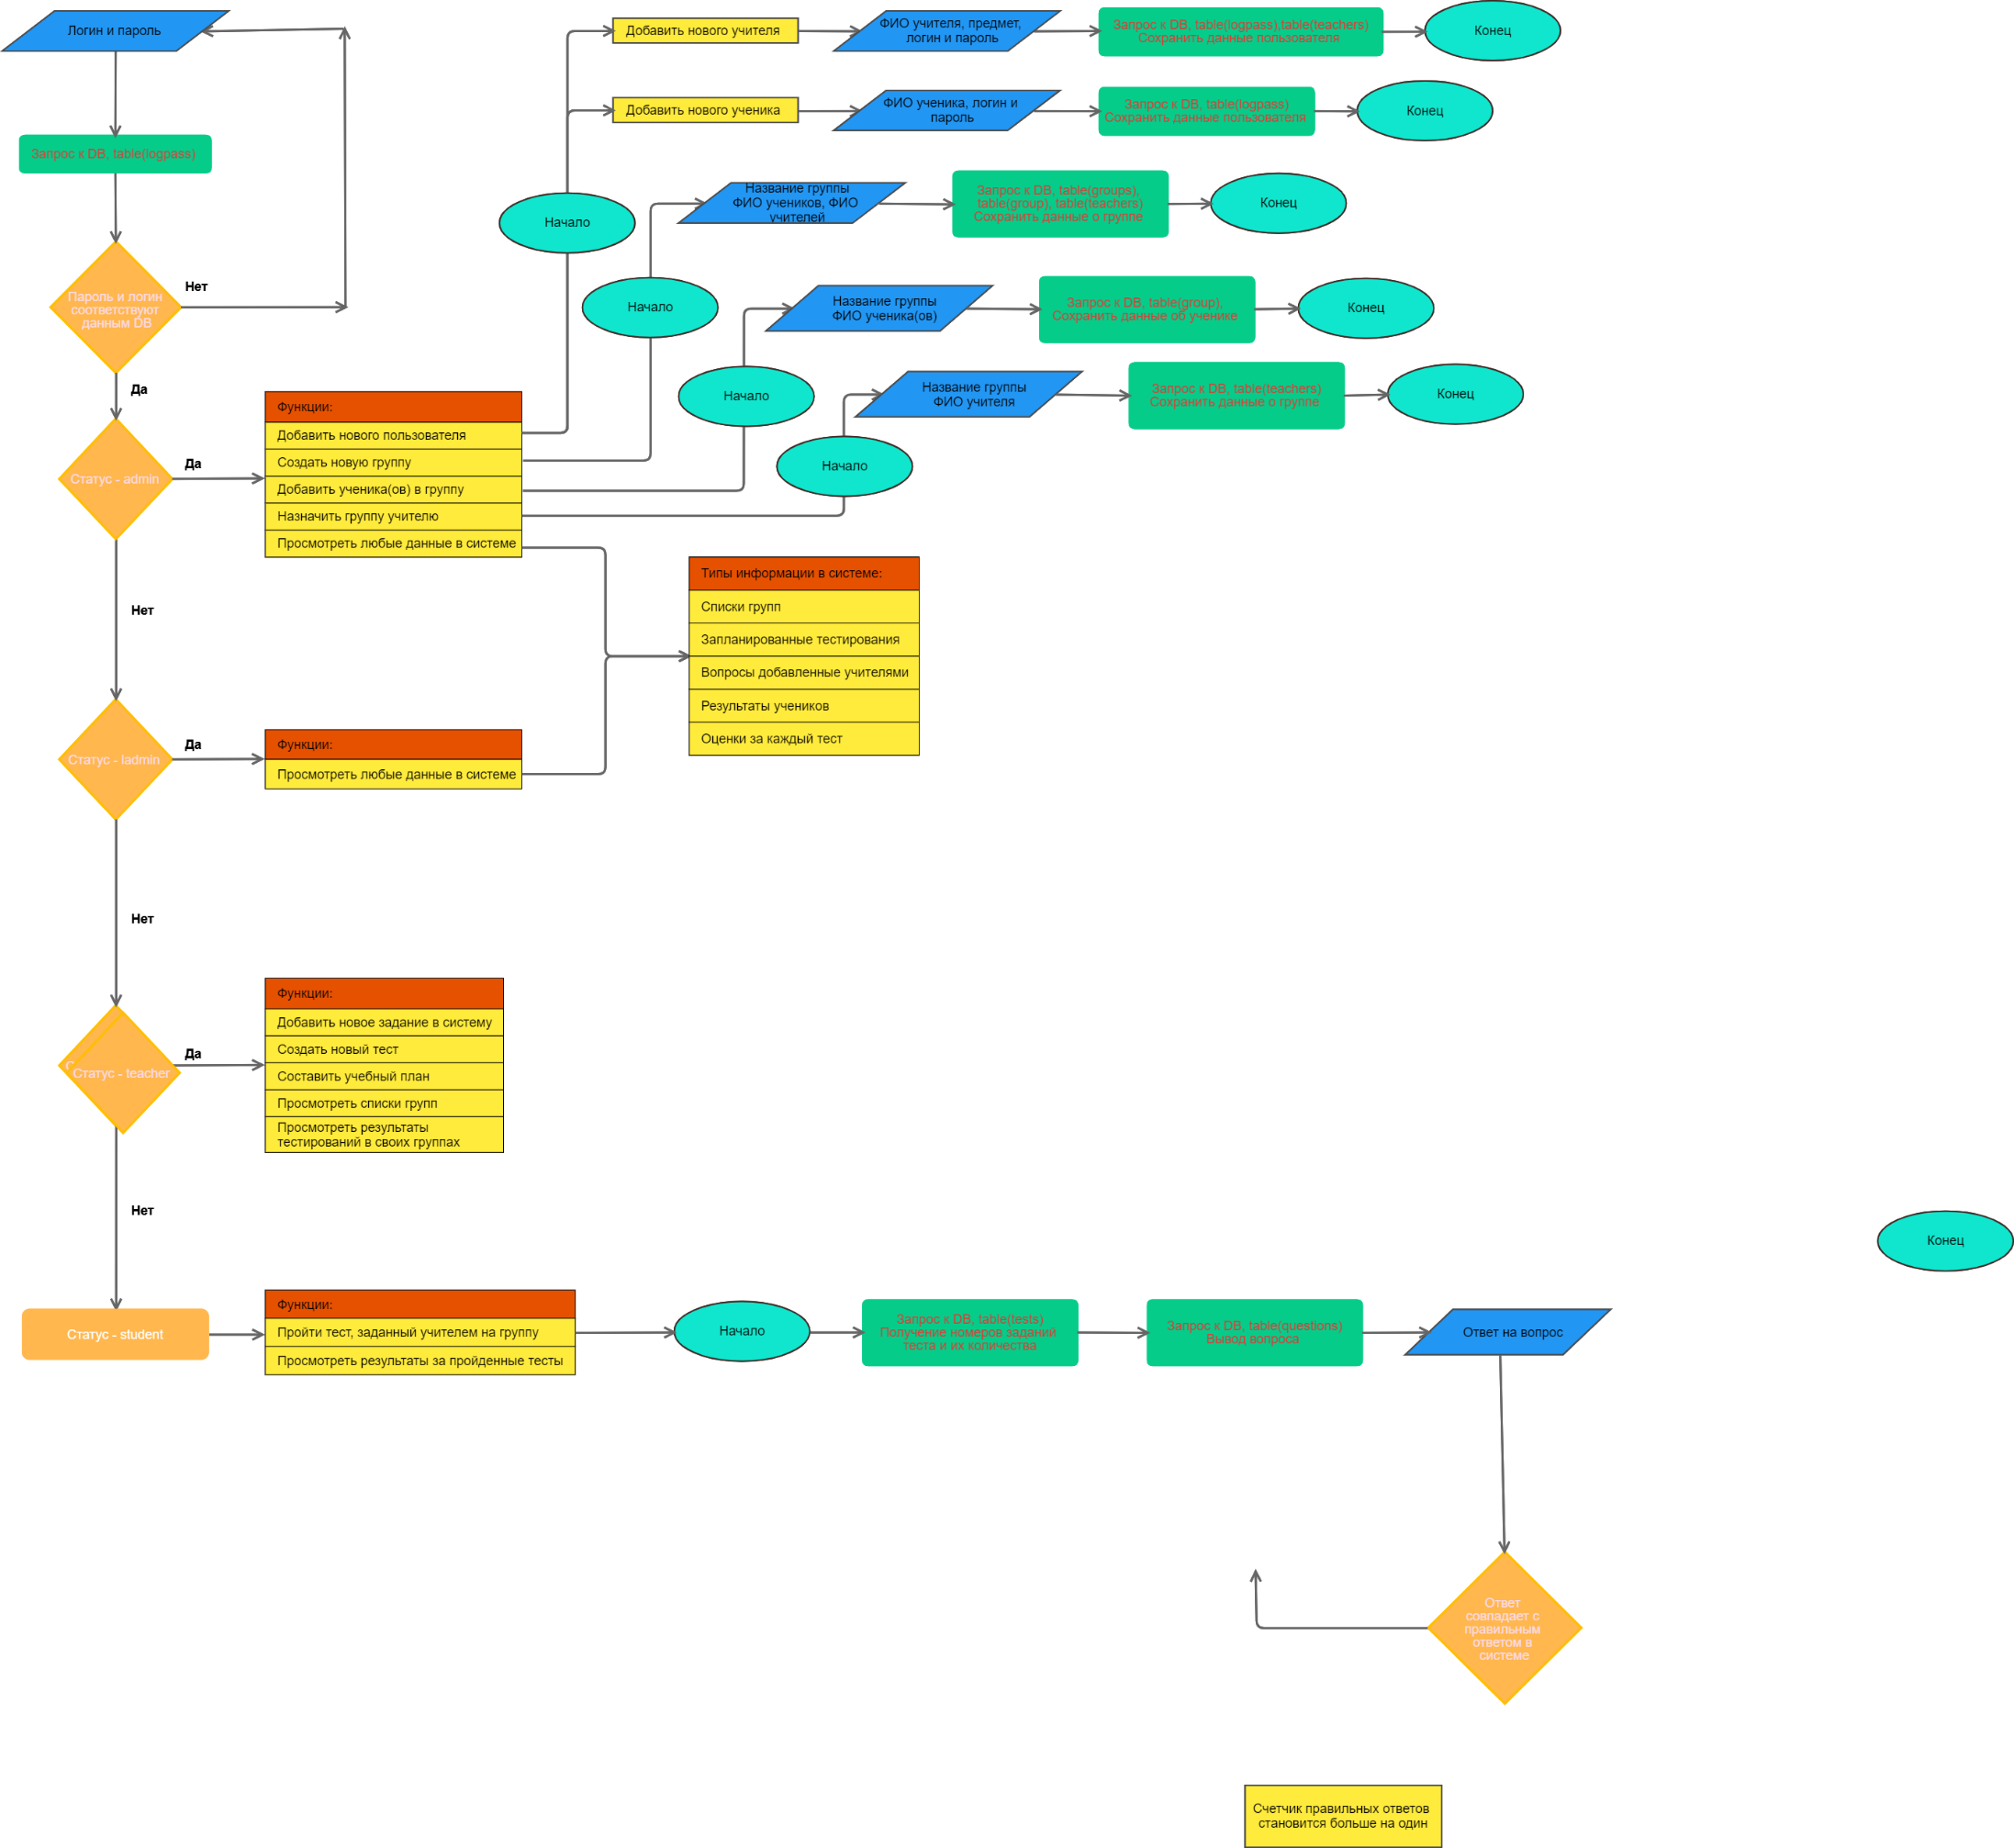 Логин и пароль
Запрос к DB, table(logpass)
Пароль и логин
соответствуют
данным DB
Нет
Да
Статус - admin
Да
Нет
Функции:
Добавить нового пользователя
Создать новую группу
Добавить ученика(ов) в группу
Назначить группу учителю
Просмотреть любые данные в системе
Начало
Добавить нового учителя
ФИО учителя, предмет,
логин и пароль
Запрос к DB, table(logpass),table(teachers)
Сохранить данные пользователя
Конец
Добавить нового ученика
ФИО ученика, логин и
пароль
Запрос к DB, table(logpass)
Сохранить данные пользователя
Конец
Начало
Название группы
ФИО учеников, ФИО
учителей
Запрос к DB, table(groups),
table(group), table(teachers)
Сохранить данные о группе
Конец
Начало
Название группы
ФИО ученика(ов)
Запрос к DB, table(group),
Сохранить данные об ученике
Конец
Начало
Название группы
ФИО учителя
Запрос к DB, table(teachers)
Сохранить данные о группе
Конец
Типы информации в системе:
Списки групп
Запланированные тестирования
Вопросы добавленные учителями
Результаты учеников
Оценки за каждый тест
Статус - ladmin
Да
Нет
Функции:
Просмотреть любые данные в системе
Статус - teacher
Да
Нет
Функции:
Добавить новое задание в систему
Создать новый тест
Составить учебный план
Просмотреть списки групп
Просмотреть результаты
тестирований в своих группах
Конец
Статус - student
Функции:
Пройти тест, заданный учителем на группу
Просмотреть результаты за пройденные тесты
Начало
Запрос к DB, table(tests)
Получение номеров заданий
теста и их количества
Запрос к DB, table(questions)
Вывод вопроса
Ответ на вопрос
Ответ
совпадает с
правильным
ответом в
системе
Счетчик правильных ответов
становится больше на один